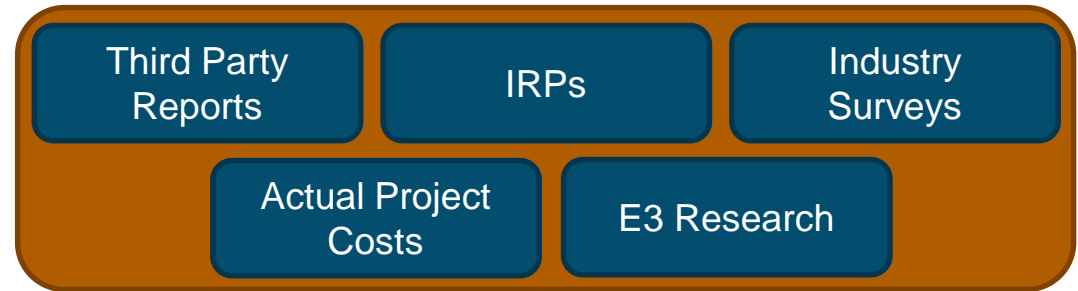 Third Party
Reports
IRPs
Industry
Surveys
Actual Project
Costs
E3 Research